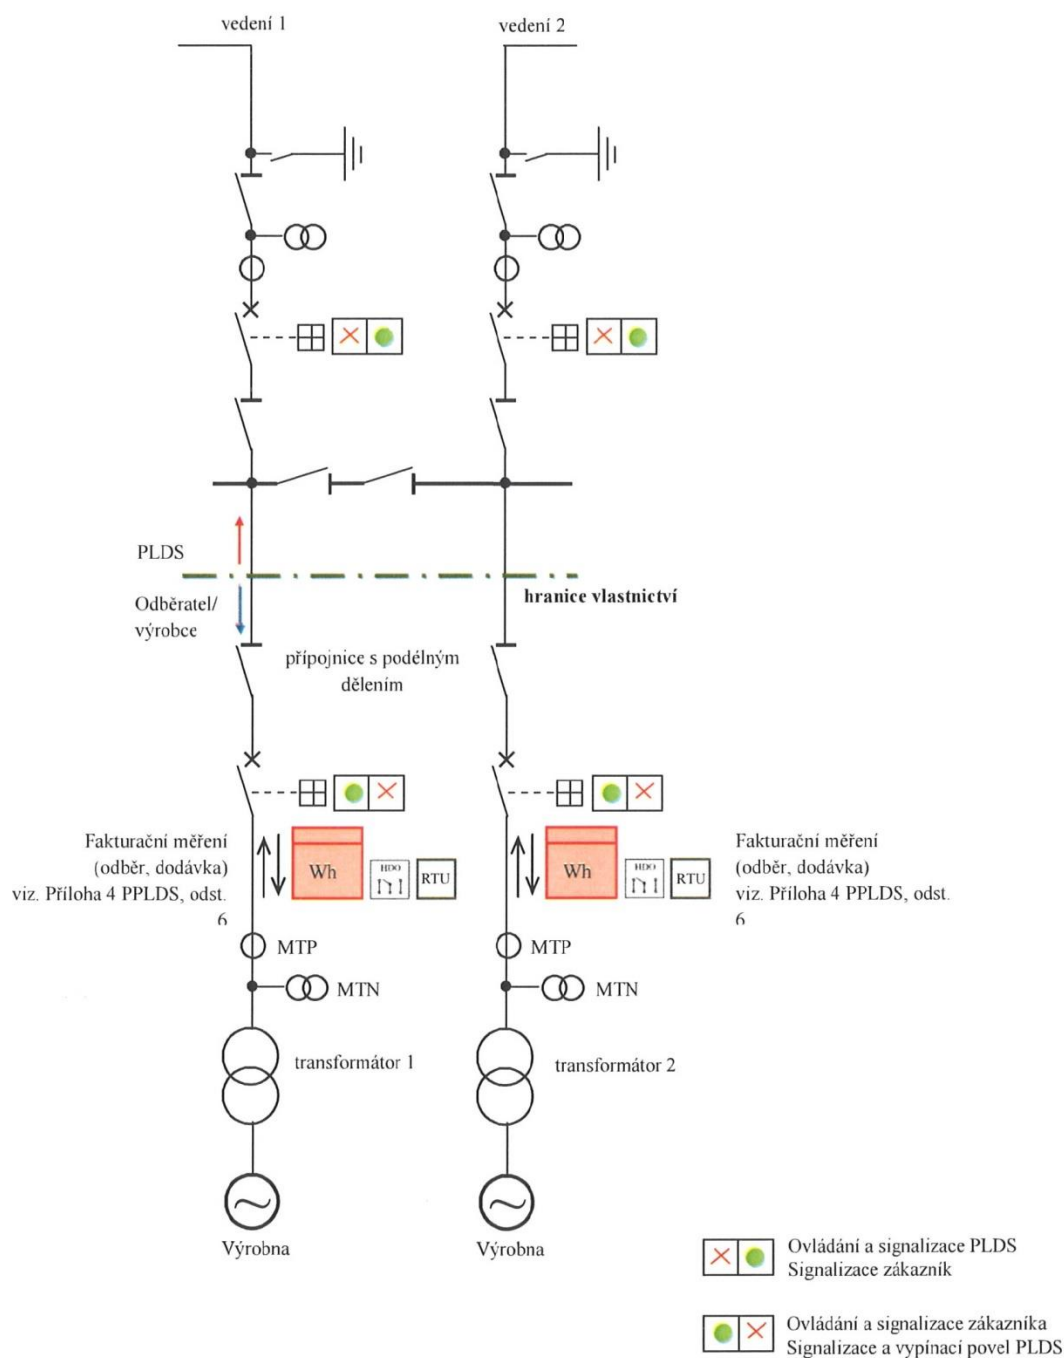 vedení 1
vedení 2
PLDS
hranice vlastnictví
Odběratel/
výrobce
přípojnice s podélným
dělením
Fakturační měření
(odběr, dodávka)
viz. Příloha 4 PPLDS, odst.
6
Wh
HDO
RTU
Wh
HDO
RTU
Fakturační měření
(odběr, dodávka)
viz. Příloha 4 PPLDS, odst.
6
MTP
MTP
MTN
MTN
transformátor 1
transformátor 2
Výrobna
Výrobna
Ovládání a signalizace PLDS
Signalizace zákazník
Ovládání a signalizace zákazníka
Signalizace a vypínací povel PLDS